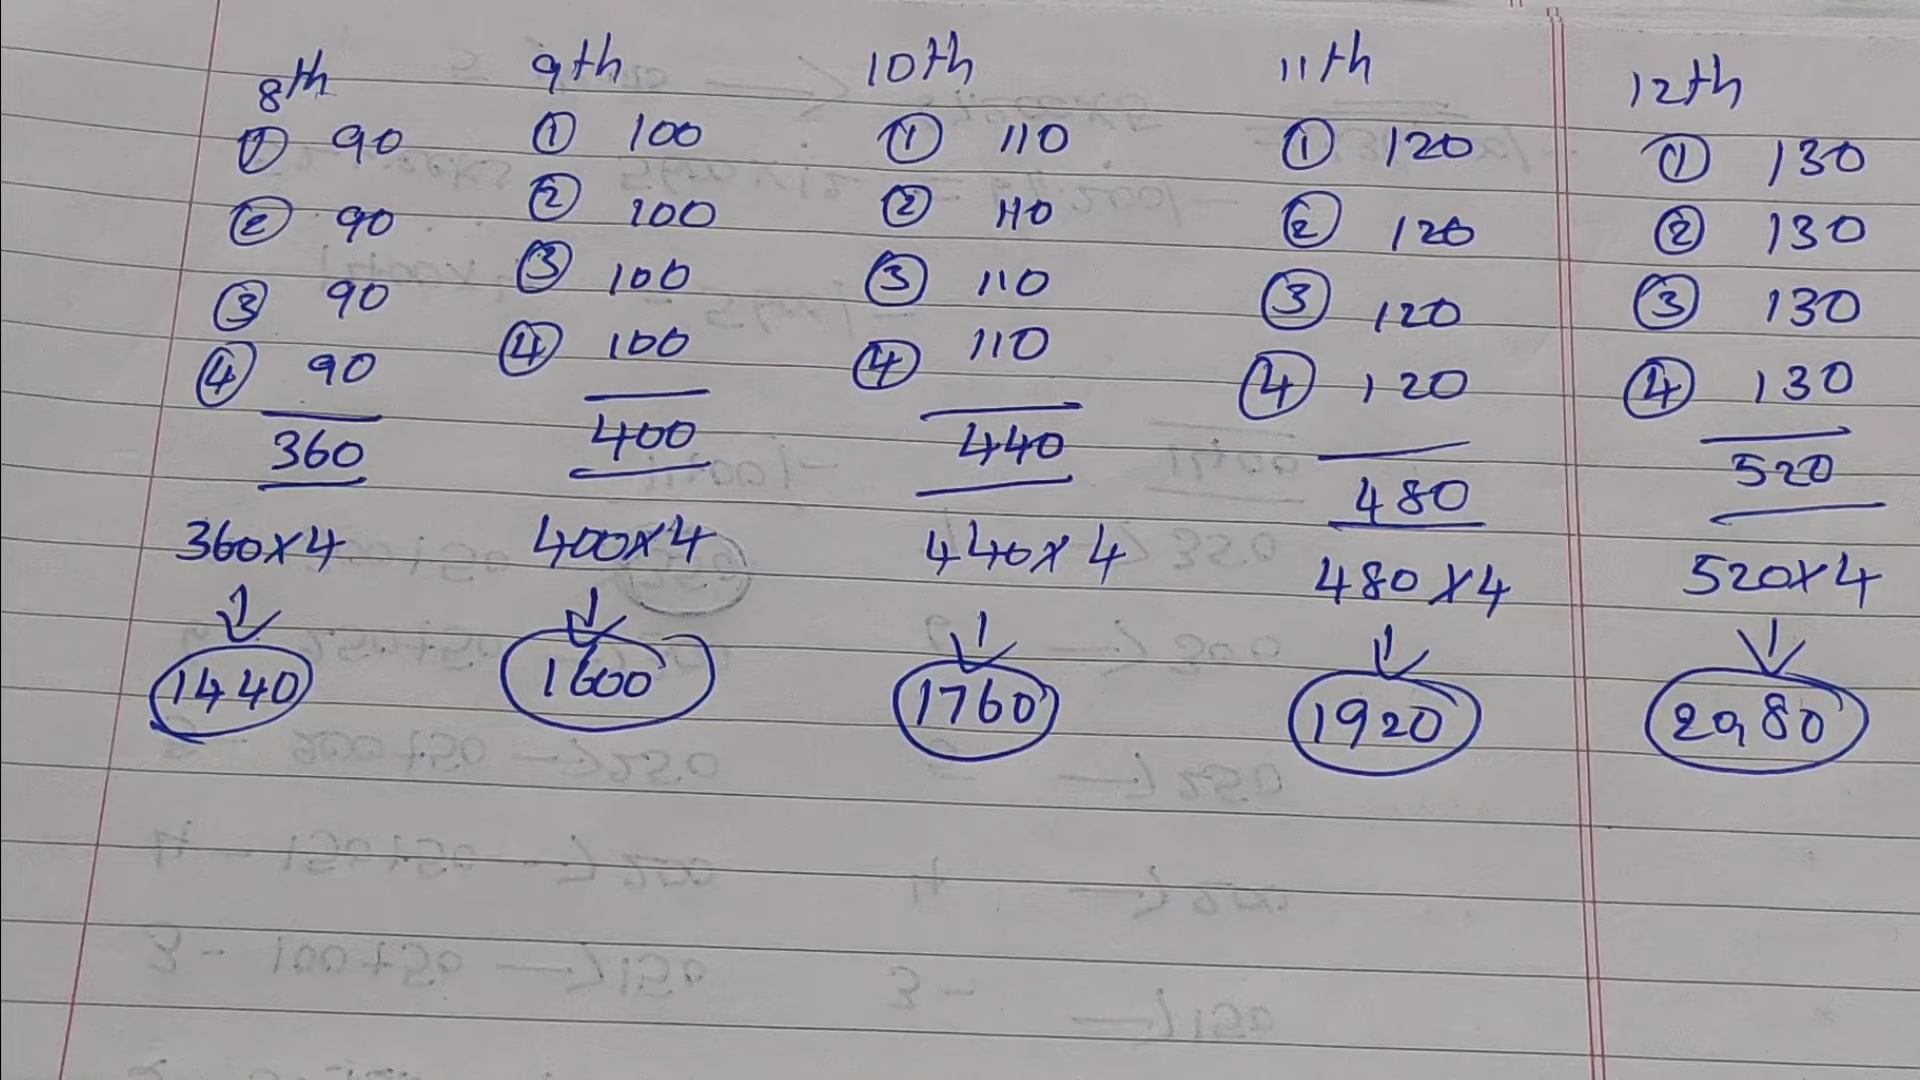 8th 9th 10th 11th 12th
① 90 ① 100 ① 110 ① 120 ① 130
② 90 ② 100 ② 110 ② 120 ② 130
③ 90 ③ 100 ③ 110 ③ 120 ③ 130
④ 90 ④ 100 ④ 110 ④ 120 ④ 130
360 400 440 480 520
360x4 400x4 440x4 480x4 520x4
1440 1600 1760 1920 2080